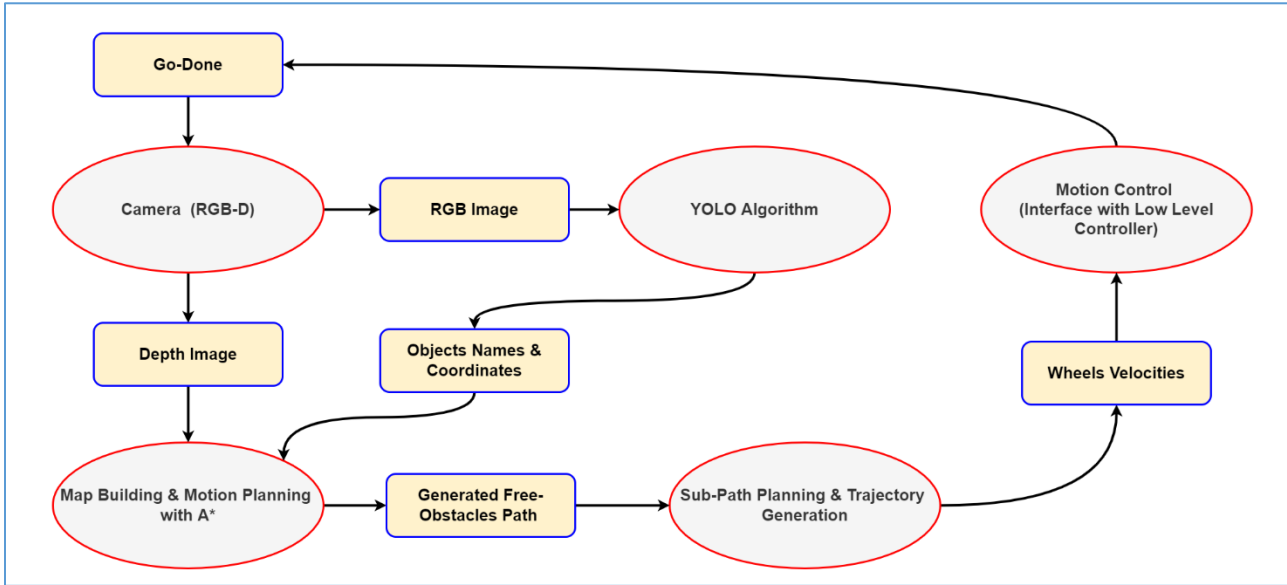 Go-Done
Camera (RGB-D)
RGB Image
YOLO Algorithm
Motion Control
(Interface with Low Level
Controller)
Depth Image
Objects Names &
Coordinates
Wheels Velocities
Map Building & Motion Planning
with A*
Generated Free-
Obstacles Path
Sub-Path Planning & Trajectory
Generation